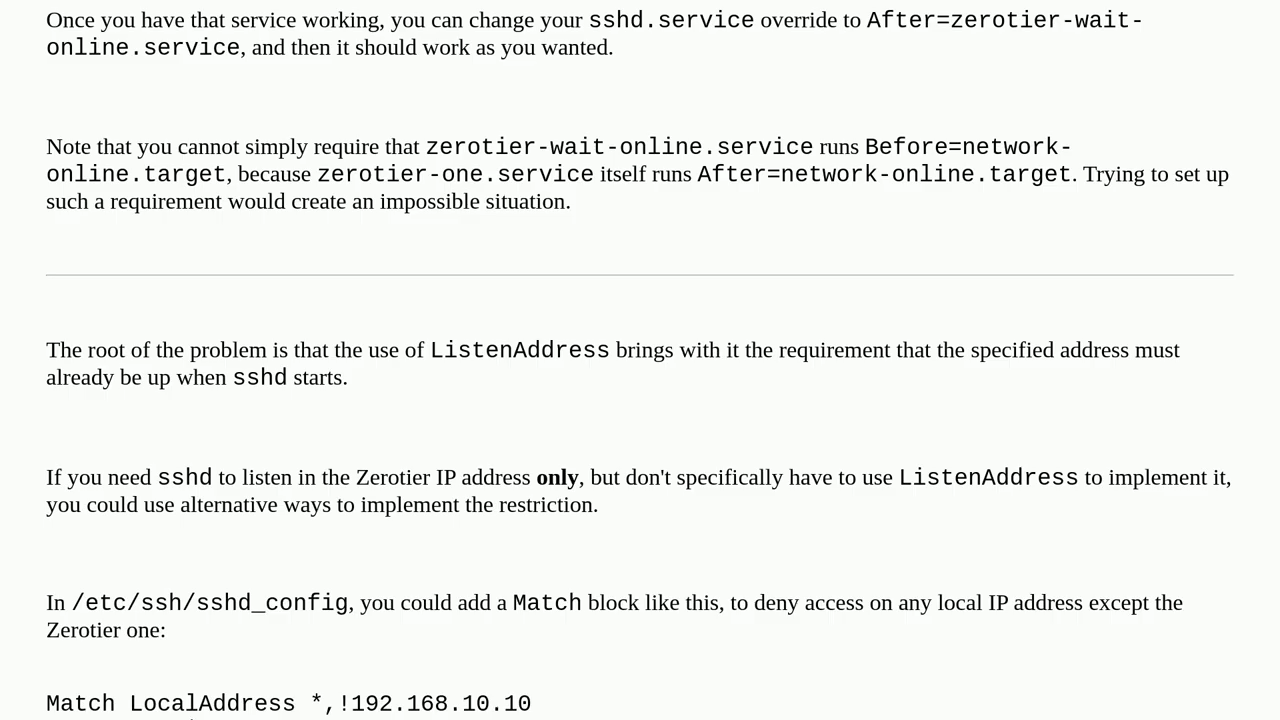 Once you have that service working, you can change your sshd.service override to After=zerotier-wait-
online.service, and then it should work as you wanted.
Note that you cannot simply require that zerotier-wait-online.service runs Before=network-
online.target, because zerotier-one.service itself runs After=network-online.target. Trying to set up
such a requirement would create an impossible situation.
The root of the problem is that the use of ListenAddress brings with it the requirement that the specified address must
already be up when sshd starts.
If you need sshd to listen in the Zerotier IP address only, but don't specifically have to use ListenAddress to implement it,
you could use alternative ways to implement the restriction.
In /etc/ssh/sshd_config, you could add a Match block like this, to deny access on any local IP address except the
Zerotier one:
Match LocalAddress *,!192.168.10.10